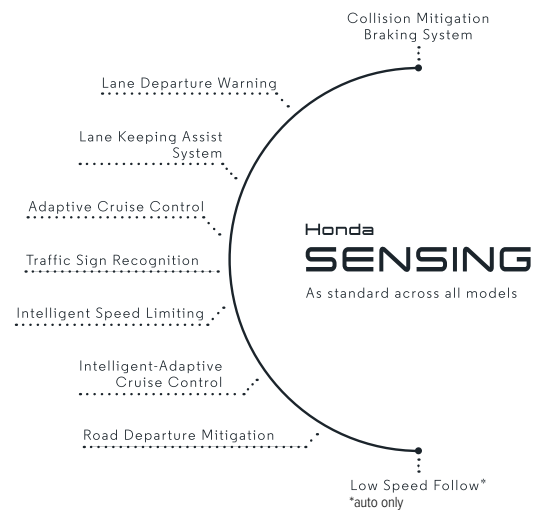 Collision Mitigation
Braking System
Lane Departure Warning
Lane Keeping Assist
System
Adaptive Cruise Control
Traffic Sign Recognition
Intelligent Speed Limiting
Intelligent-Adaptive
Cruise Control
Road Departure Mitigation
Low Speed Follow*
*auto only
Honda
SENSING
As standard across all models